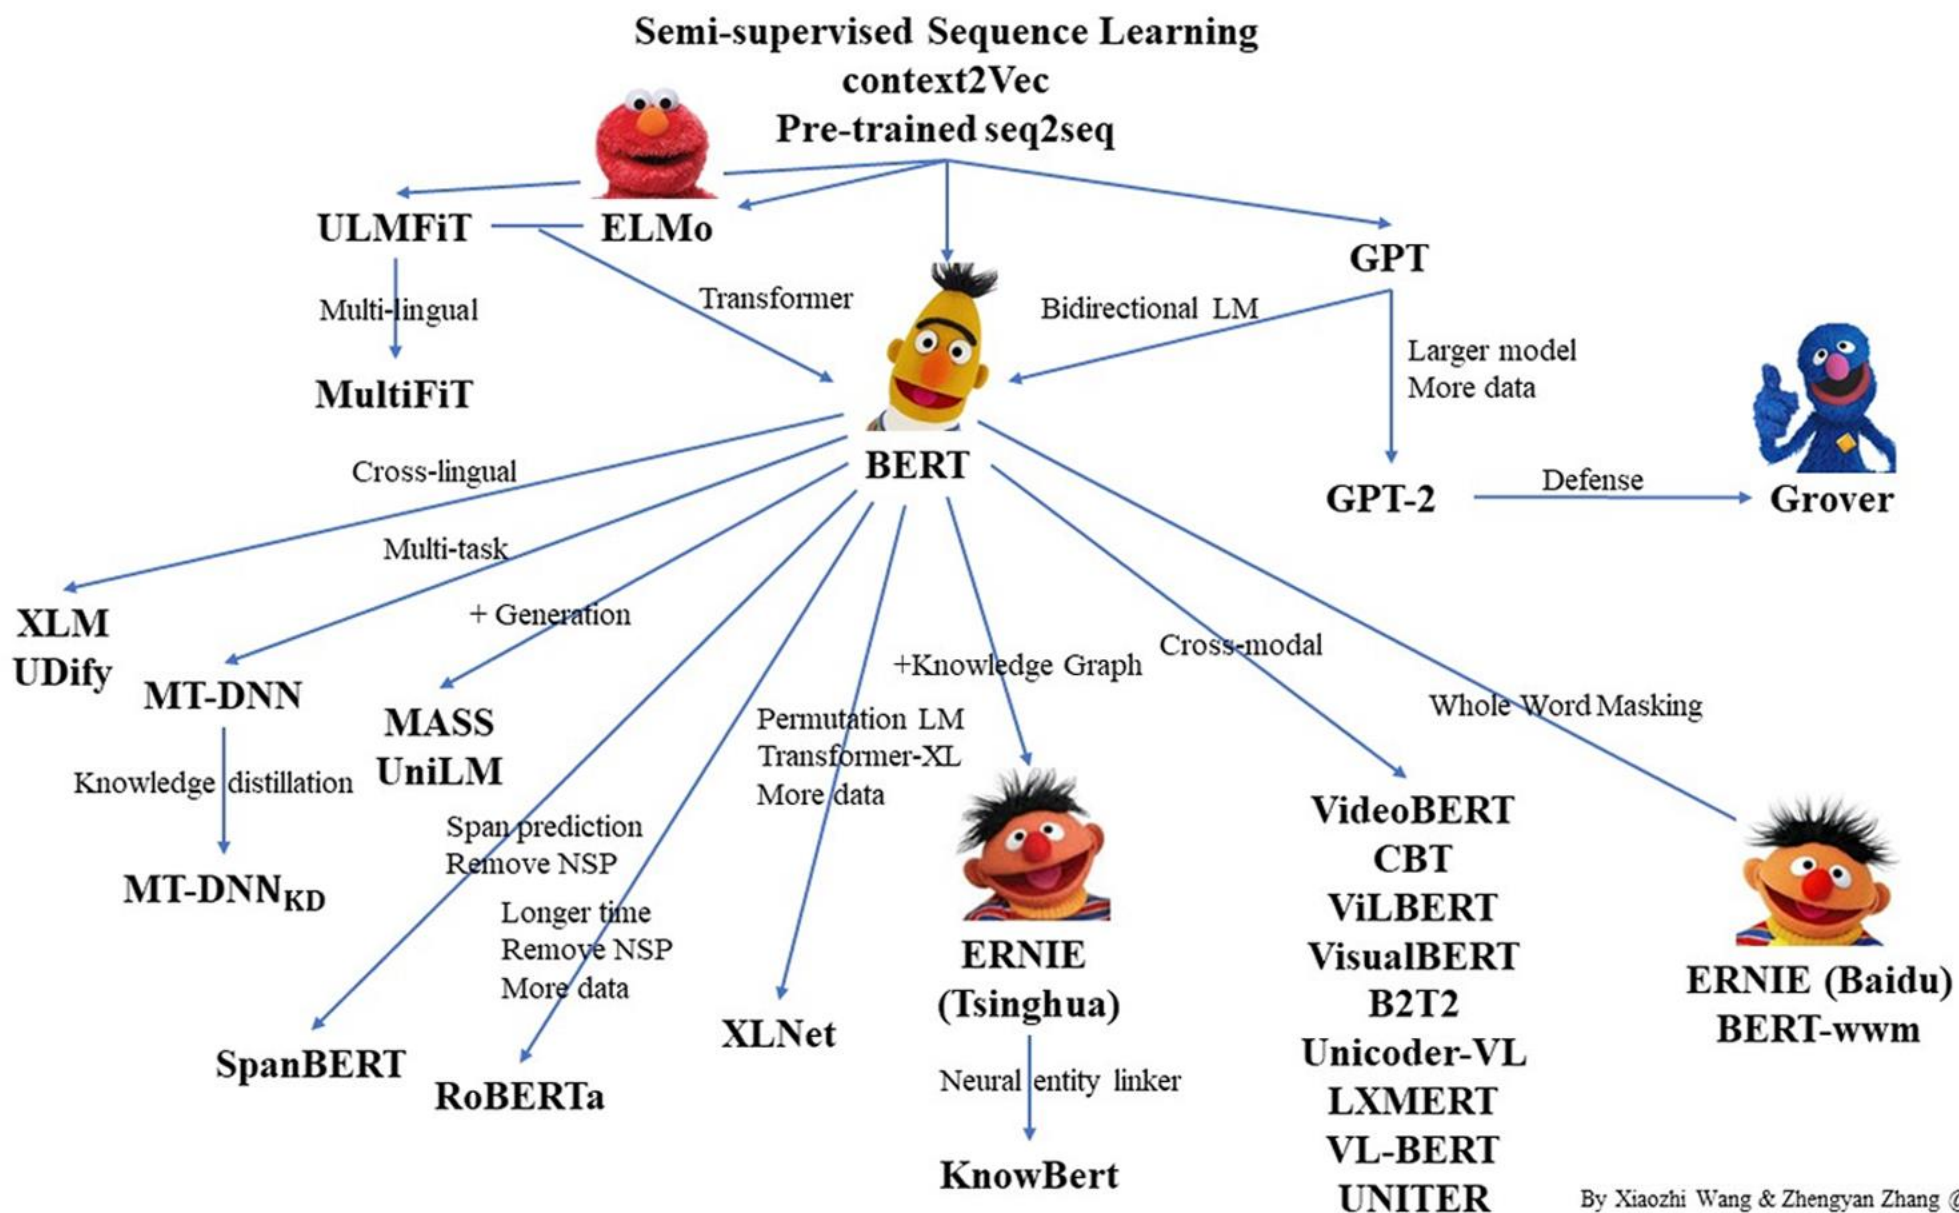 Semi-supervised Sequence Learning
context2Vec
Pre-trained seq2seq
ULMFiT
ELMo
GPT
Multi-lingual
Transformer
Bidirectional LM
Larger model
More data
MultiFiT
BERT
Cross-lingual
GPT-2
Defense
Grover
Multi-task
+ Generation
XLM
UDify
MT-DNN
MASS
UniLM
+Knowledge Graph
Cross-modal
Whole Word Masking
Permutation LM
Transformer-XL
More data
Knowledge distillation
MT-DNNKD
Span prediction
Remove NSP
Longer time
Remove NSP
More data
SpanBERT
RoBERTa
XLNet
ERNIE
(Tsinghua)
Neural entity linker
KnowBert
VideoBERT
CBT
ViLBERT
VisualBERT
B2T2
Unicoder-VL
LXMERT
VL-BERT
UNITER
ERNIE (Baidu)
BERT-wwm
By Xiaozhi Wang & Zhengyan Zhang @